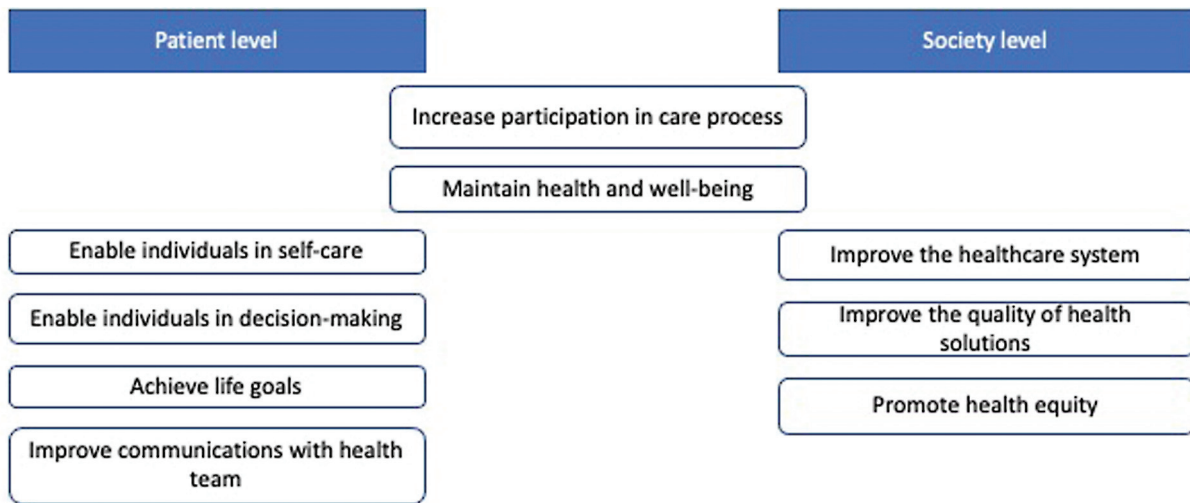 Patient level
Society level
Increase participation in care process
Maintain health and well-being
Enable individuals in self-care
Enable individuals in decision-making
Achieve life goals
Improve communications with health
team
Improve the healthcare system
Improve the quality of health
solutions
Promote health equity